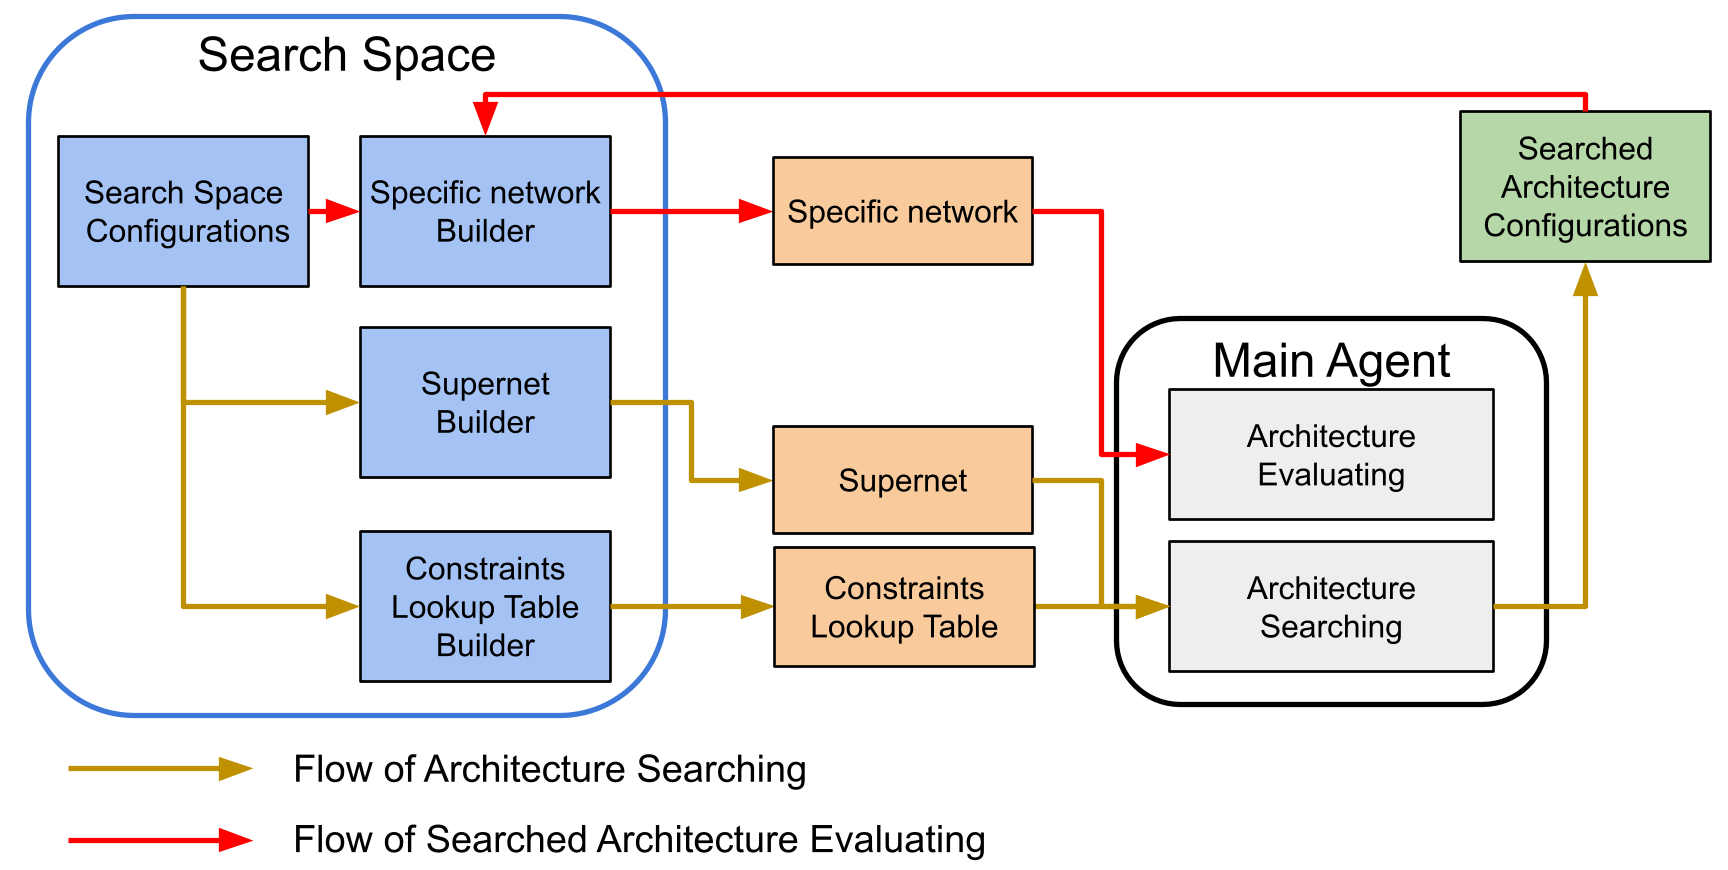 Search Space
Search Space
Configurations
Specific network
Builder
Specific network
Searched
Architecture
Configurations
Supernet
Builder
Supernet
Constraints
Lookup Table
Builder
Constraints
Lookup Table
Main Agent
Architecture
Evaluating
Architecture
Searching
Flow of Architecture Searching
Flow of Searched Architecture Evaluating